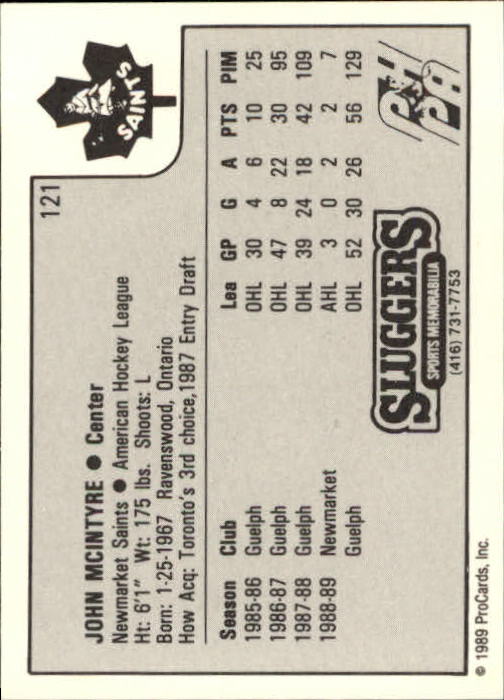 121
SAINTS
JOHN MCINTYRE ● Center
Newmarket Saints ● American Hockey League
Ht: 6'1" Wt: 175 lbs. Shoots: L
Born: 1-25-1967 Ravenswood, Ontario
How Acq: Toronto's 3rd choice,1987 Entry Draft
Season Club Lea GP G A PTS PIM
1985-86 Guelph OHL 30 4 6 10 25
1986-87 Guelph OHL 47 8 22 30 95
1987-88 Guelph OHL 39 24 18 42 109
1988-89 Newmarket AHL 3 0 2 2 7
Guelph OHL 52 30 26 56 129
SLUGGERS
SPORTS MEMORABILIA
(416) 731-7753
PHPA
© 1989 ProCards, Inc.